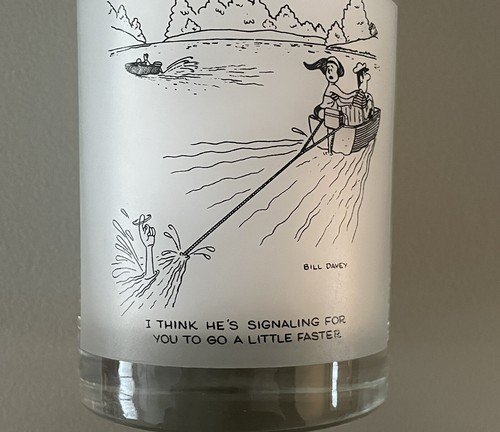 BILL DAVEY
I THINK HE'S SIGNALING FOR
YOU TO GO A LITTLE FASTER.